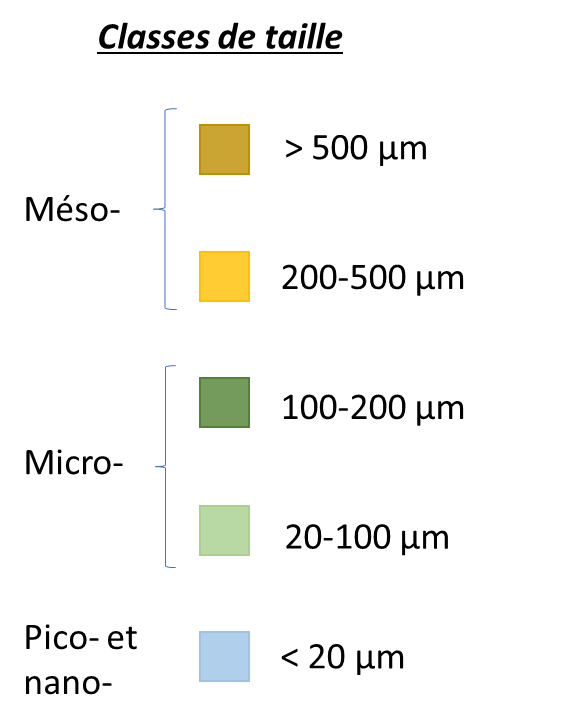 Classes de taille
> 500 µm
Méso-
200-500 µm
100-200 µm
Micro-
20-100 µm
Pico- et
nano-
< 20 µm